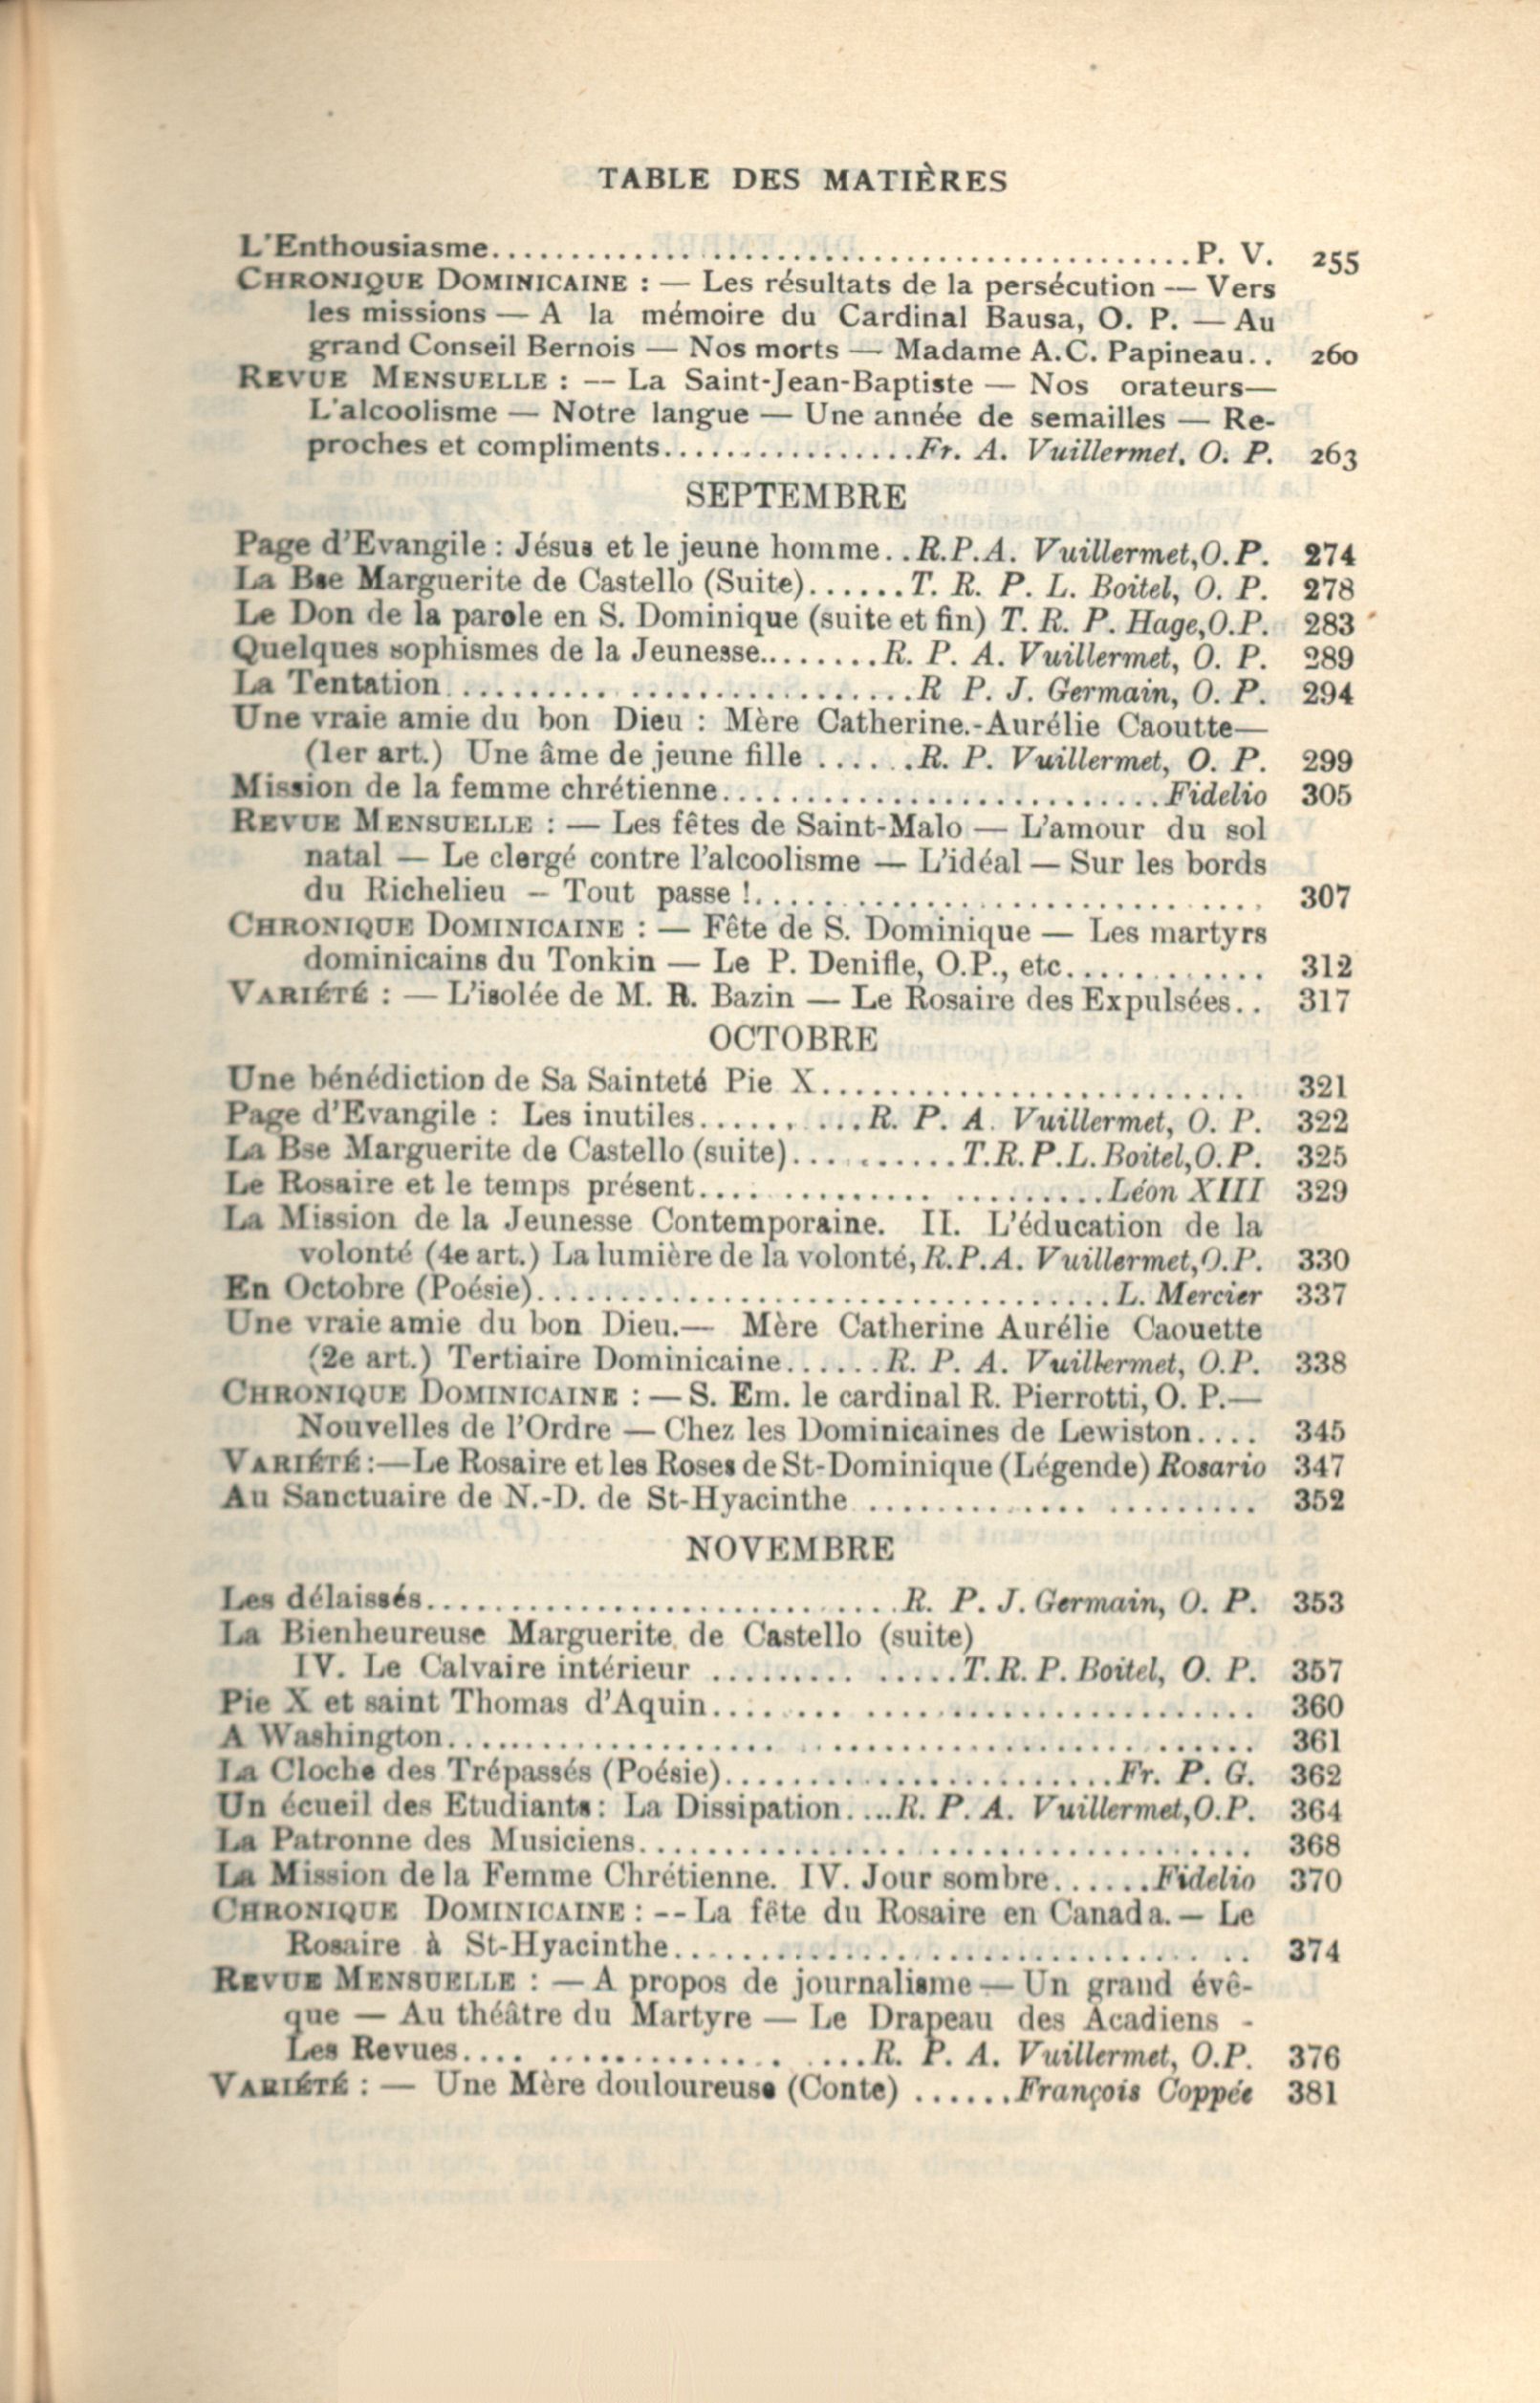 TABLE DES MATIÈRES
L'Enthousiasme............................................P. V. 255
CHRONIQUE DOMINICAINE : — Les résultats de la persécution — Vers
les missions — A la mémoire du Cardinal Bausa, O. P. — Au
grand Conseil Bernois — Nos morts — Madame A. C. Papineau.. 260
REVUE MENSUELLE : — La Saint-Jean-Baptiste — Nos orateurs—
L'alcoolisme — Notre langue — Une année de semailles — Re-
proches et compliments................Fr. A. Vuillermet. O. P. 263
SEPTEMBRE
Page d'Evangile : Jésus et le jeune homme..R.P.A. Vuillermet,O.P. 274
La Bse Marguerite de Castello (Suite)......T. R. P. L. Boitel, O. P. 278
Le Don de la parole en S. Dominique (suite et fin) T. R. P. Hage,O.P. 283
Quelques sophismes de la Jeunesse........R. P. A. Vuillermet, O. P. 289
La Tentation ............................R P. J. Germain, O. P. 294
Une vraie amie du bon Dieu : Mère Catherine.-Aurélie Caoutte—
(1er art.) Une âme de jeune fille ......R. P. Vuillermet, O. P. 299
Mission de la femme chrétienne...........................Fidelio 305
REVUE MENSUELLE : — Les fêtes de Saint-Malo — L'amour du sol
natal — Le clergé contre l'alcoolisme — L'idéal — Sur les bords
du Richelieu — Tout passe !................................ 307
CHRONIQUE DOMINICAINE : — Fête de S. Dominique — Les martyrs
dominicains du Tonkin — Le P. Denifle, O.P., etc............. 312
VARIÉTÉ : — L'isolée de M. R. Bazin — Le Rosaire des Expulsées.. 317
OCTOBRE
Une bénédiction de Sa Sainteté Pie X........................... 321
Page d'Evangile : Les inutiles..........R. P. A. Vuillermet, O. P. 322
La Bse Marguerite de Castello (suite)...........T.R.P.L. Boitel,O.P. 325
Le Rosaire et le temps présent.........................Léon XIII 329
La Mission de la Jeunesse Contemporaine. II. L'éducation de la
volonté (4e art.) La lumière de la volonté, R.P.A. Vuillermet,O.P. 330
En Octobre (Poésie)....................................L. Mercier 337
Une vraie amie du bon Dieu.— Mère Catherine Aurélie Caouette
(2e art.) Tertiaire Dominicaine......R. P. A. Vuillermet, O.P. 338
CHRONIQUE DOMINICAINE : — S. Em. le cardinal R. Pierrotti, O. P.—
Nouvelles de l'Ordre — Chez les Dominicaines de Lewiston.... 345
VARIÉTÉ:—Le Rosaire et les Roses de St-Dominique (Légende) Rosario 347
Au Sanctuaire de N.-D. de St-Hyacinthe ....................... 352
NOVEMBRE
Les délaissés.............................R. P. J. Germain, O. P. 353
La Bienheureuse Marguerite de Castello (suite)
IV. Le Calvaire intérieur ..............T.R.P. Boitel, O. P. 357
Pie X et saint Thomas d'Aquin................................. 360
A Washington.................................................. 361
La Cloche des Trépassés (Poésie)........................Fr. P. G. 362
Un écueil des Etudiants : La Dissipation....R. P. A. Vuillermet,O.P. 364
La Patronne des Musiciens..................................... 368
La Mission de la Femme Chrétienne. IV. Jour sombre......Fidelio 370
CHRONIQUE DOMINICAINE : -- La fête du Rosaire en Canada. — Le
Rosaire à St-Hyacinthe.................................... 374
REVUE MENSUELLE : — A propos de journalisme — Un grand évê-
que — Au théâtre du Martyre — Le Drapeau des Acadiens -
Les Revues.........................R. P. A. Vuillermet, O.P. 376
VARIÉTÉ : — Une Mère douloureuse (Conte) ......François Coppée 381